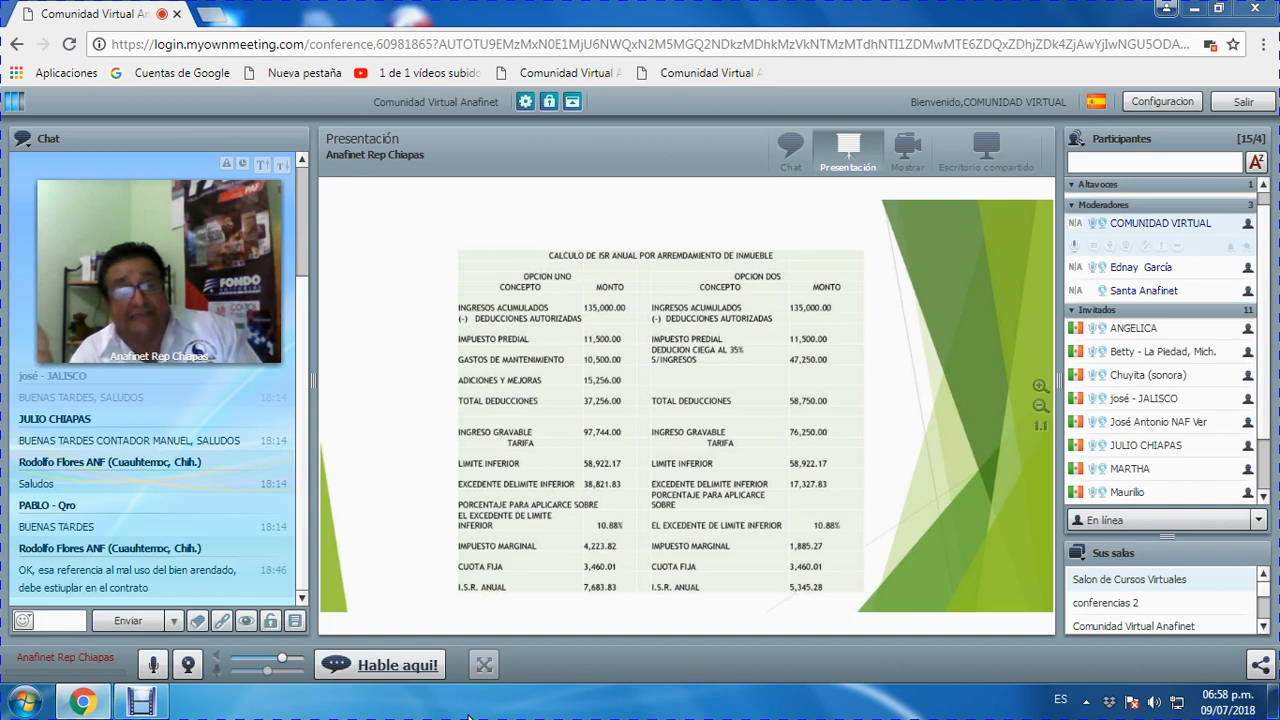 Comunidad Virtual An
https://login.myownmeeting.com/conference.60981865?AUTOTU9EMzMxN0E1MjU6NWQxN2M5MGQ2NDkzMDhkMzVkNTMzMTdhNTI1ZDMwMTE6ZDQxZDhjZDk4ZjAwYjIwNGU5ODA...
Aplicaciones
Cuentas de Google
Nueva pestaña
1 de 1 vídeos subido
Comunidad Virtual A
Comunidad Virtual A
Comunidad Virtual Anafinet
Bienvenido,COMUNIDAD VIRTUAL
Configuracion
Salir
Chat
FONDO
Anafinet Rep Chiapas
josé - JALISCO
BUENAS TARDES, SALUDOS 18:14
JULIO CHIAPAS
BUENAS TARDES CONTADOR MANUEL, SALUDOS 18:14
Rodolfo Flores ANF (Cuauhtemoc, Chih.)
Saludos 18:14
PABLO - Qro
BUENAS TARDES 18:14
Rodolfo Flores ANF (Cuauhtemoc, Chih.)
OK, esa referencia al mal uso del bien arrendado, 18:46
debe estiuplar en el contrato
Enviar
Anafinet Rep Chiapas
Hable aqui!
Presentación
Anafinet Rep Chiapas
Chat
Presentación
Mostrar
Escritorio compartido
CALCULO DE ISR ANUAL POR ARREMDAMIENTO DE INMUEBLE
OPCION UNO OPCION DOS
CONCEPTO MONTO CONCEPTO MONTO
INGRESOS ACUMULADOS 135,000.00 INGRESOS ACUMULADOS 135,000.00
(-) DEDUCCIONES AUTORIZADAS (-) DEDUCCIONES AUTORIZADAS
IMPUESTO PREDIAL 11,500.00 IMPUESTO PREDIAL 11,500.00
DEDUCION CIEGA AL 35%
GASTOS DE MANTENIMIENTO 10,500.00 S/INGRESOS 47,250.00
ADICIONES Y MEJORAS 15,256.00
TOTAL DEDUCCIONES 37,256.00 TOTAL DEDUCCIONES 58,750.00
INGRESO GRAVABLE 97,744.00 INGRESO GRAVABLE 76,250.00
TARIFA TARIFA
LIMITE INFERIOR 58,922.17 LIMITE INFERIOR 58,922.17
EXCEDENTE DELIMITE INFERIOR 38,821.83 EXCEDENTE DELIMITE INFERIOR 17,327.83
PORCENTAJE PARA APLICARCE
PORCENTAJE PARA APLICARCE SOBRE SOBRE
EL EXCEDENTE DE LIMITE
INFERIOR 10.88% EL EXCEDENTE DE LIMITE INFERIOR 10.88%
IMPUESTO MARGINAL 4,223.82 IMPUESTO MARGINAL 1,885.27
CUOTA FIJA 3,460.01 CUOTA FIJA 3,460.01
I.S.R. ANUAL 7,683.83 I.S.R. ANUAL 5,345.28
1:1
Participantes [15/4]
Altavoces 1
Moderadores 3
N/A COMUNIDAD VIRTUAL
N/A Ednay García
N/A Santa Anafinet
Invitados 11
ANGELICA
Betty - La Piedad, Mich.
Chuyita (sonora)
josé - JALISCO
José Antonio NAF Ver
JULIO CHIAPAS
MARTHA
Maurilio
En línea
Sus salas
Salon de Cursos Virtuales
conferencias 2
Comunidad Virtual Anafinet
ES
06:58 p.m.
09/07/2018